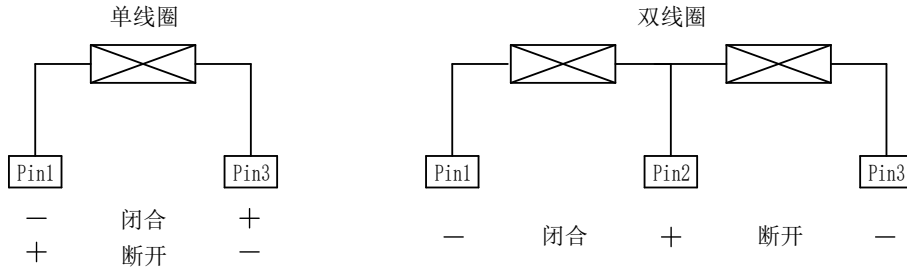 单线圈
双线圈
Pin1
Pin3
Pin1
Pin2
Pin3
— 闭合 +
+ 断开 —
— 闭合 + 断开 —